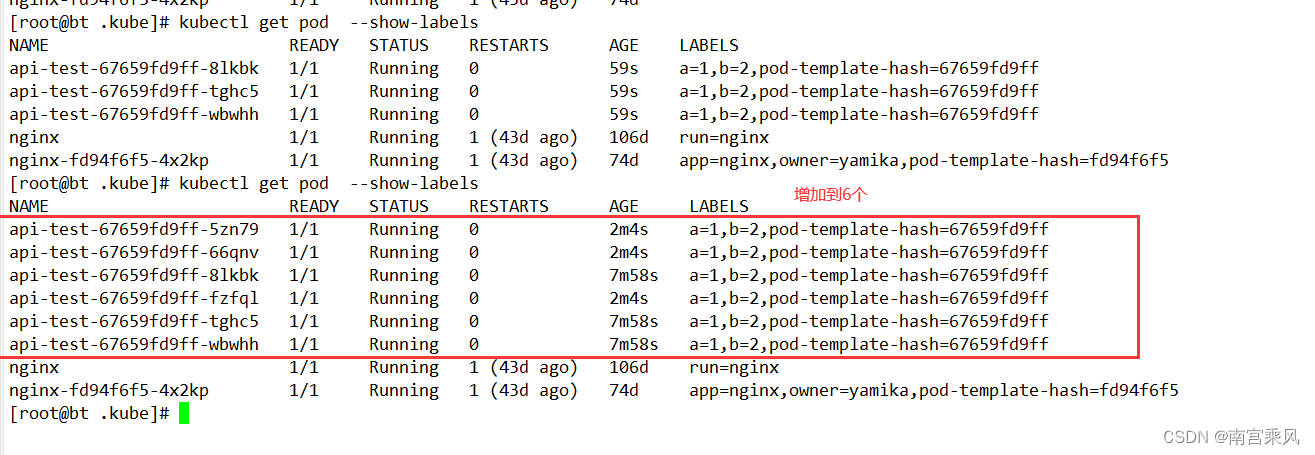 nginx-fd94f6f5-4x2kp 1/1 Running 1 (43d ago) 74d
[root@bt .kube]# kubectl get pod --show-labels
NAME READY STATUS RESTARTS AGE LABELS
api-test-67659fd9ff-8lkbk 1/1 Running 0 59s a=1,b=2,pod-template-hash=67659fd9ff
api-test-67659fd9ff-tghc5 1/1 Running 0 59s a=1,b=2,pod-template-hash=67659fd9ff
api-test-67659fd9ff-wbwhh 1/1 Running 0 59s a=1,b=2,pod-template-hash=67659fd9ff
nginx 1/1 Running 1 (43d ago) 106d run=nginx
nginx-fd94f6f5-4x2kp 1/1 Running 1 (43d ago) 74d app=nginx,owner=yamika,pod-template-hash=fd94f6f5
[root@bt .kube]# kubectl get pod --show-labels
增加到6个
NAME READY STATUS RESTARTS AGE LABELS
api-test-67659fd9ff-5zn79 1/1 Running 0 2m4s a=1,b=2,pod-template-hash=67659fd9ff
api-test-67659fd9ff-66qnv 1/1 Running 0 2m4s a=1,b=2,pod-template-hash=67659fd9ff
api-test-67659fd9ff-8lkbk 1/1 Running 0 7m58s a=1,b=2,pod-template-hash=67659fd9ff
api-test-67659fd9ff-fzfql 1/1 Running 0 2m4s a=1,b=2,pod-template-hash=67659fd9ff
api-test-67659fd9ff-tghc5 1/1 Running 0 7m58s a=1,b=2,pod-template-hash=67659fd9ff
api-test-67659fd9ff-wbwhh 1/1 Running 0 7m58s a=1,b=2,pod-template-hash=67659fd9ff
nginx 1/1 Running 1 (43d ago) 106d run=nginx
nginx-fd94f6f5-4x2kp 1/1 Running 1 (43d ago) 74d app=nginx,owner=yamika,pod-template-hash=fd94f6f5
[root@bt .kube]#
CSDN @南宫乘风